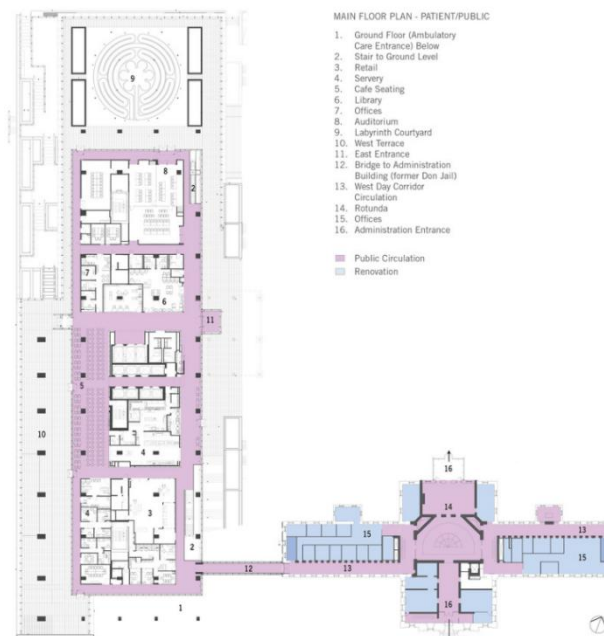 MAIN FLOOR PLAN - PATIENT/PUBLIC
1. Ground Floor (Ambulatory
Care Entrance) Below
2. Stair to Ground Level
3. Retail
4. Servery
5. Cafe Seating
6. Library
7. Offices
8. Auditorium
9. Labyrinth Courtyard
10. West Terrace
11. East Entrance
12. Bridge to Administration
Building (former Don Jail)
13. West Day Corridor
Circulation
14. Rotunda
15. Offices
16. Administration Entrance
Public Circulation
Renovation
9
8
2
7
6
11
5
10
4
4
3
2
12
1
16
14
15
13
13
15
16